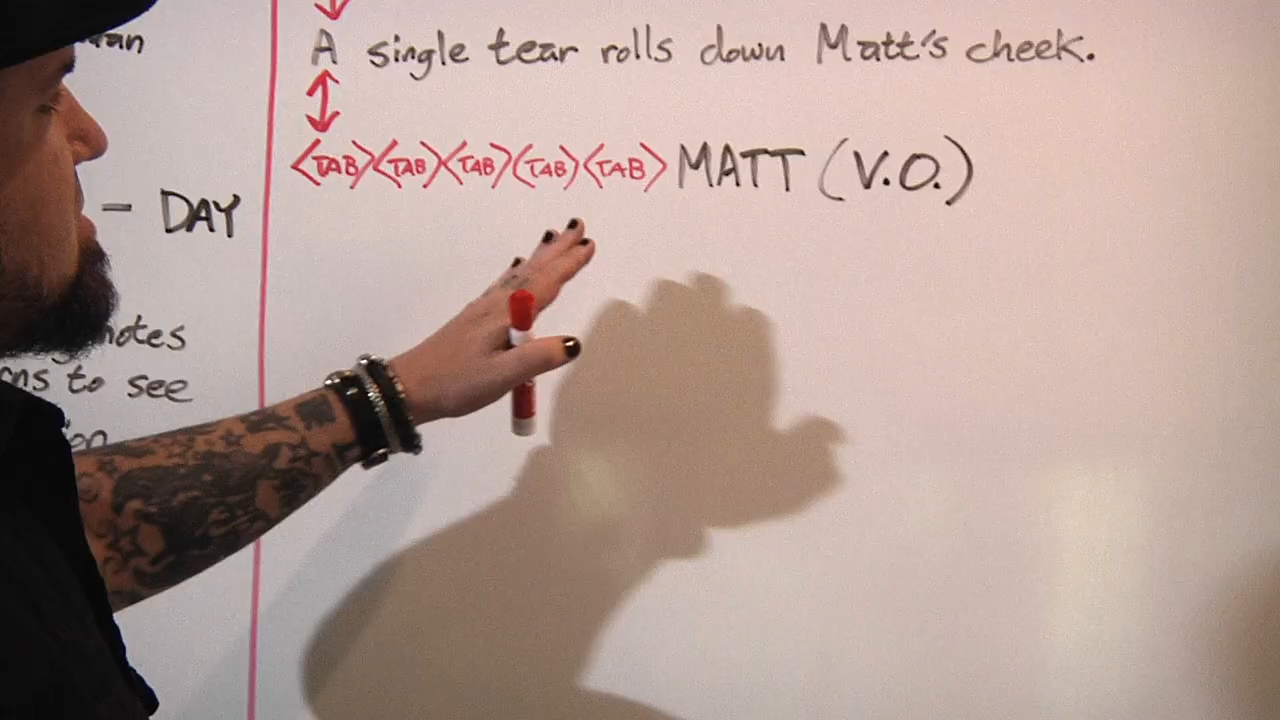 A single tear rolls down Matt's cheek.
<TAB><TAB><TAB><TAB><TAB> MATT (V.O.)
- DAY
notes
to see